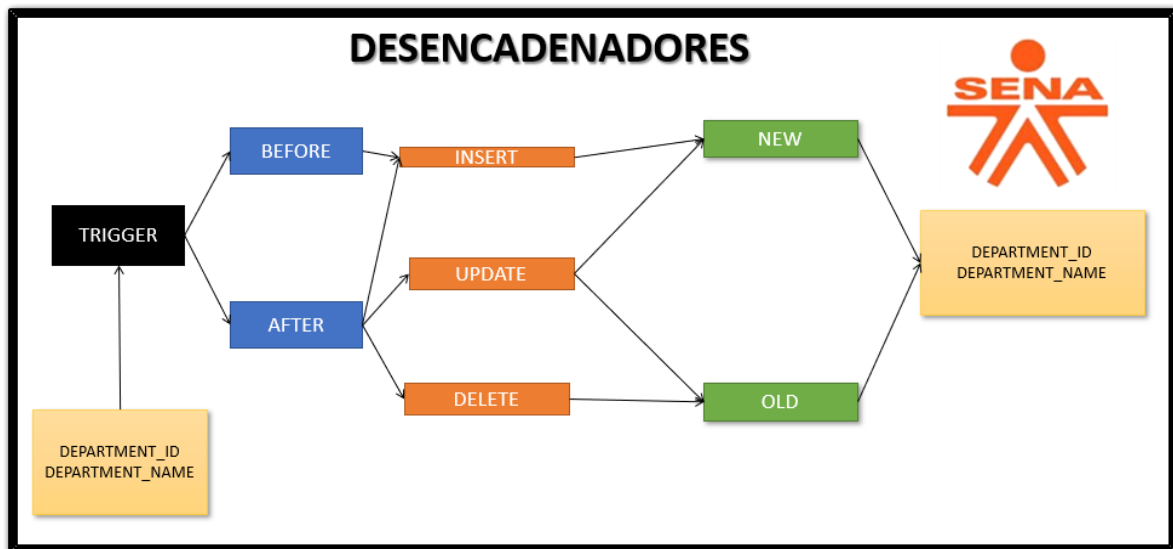 DESENCADENADORES
SENA
BEFORE
INSERT
NEW
TRIGGER
UPDATE
DEPARTMENT_ID
DEPARTMENT_NAME
AFTER
DELETE
OLD
DEPARTMENT_ID
DEPARTMENT_NAME